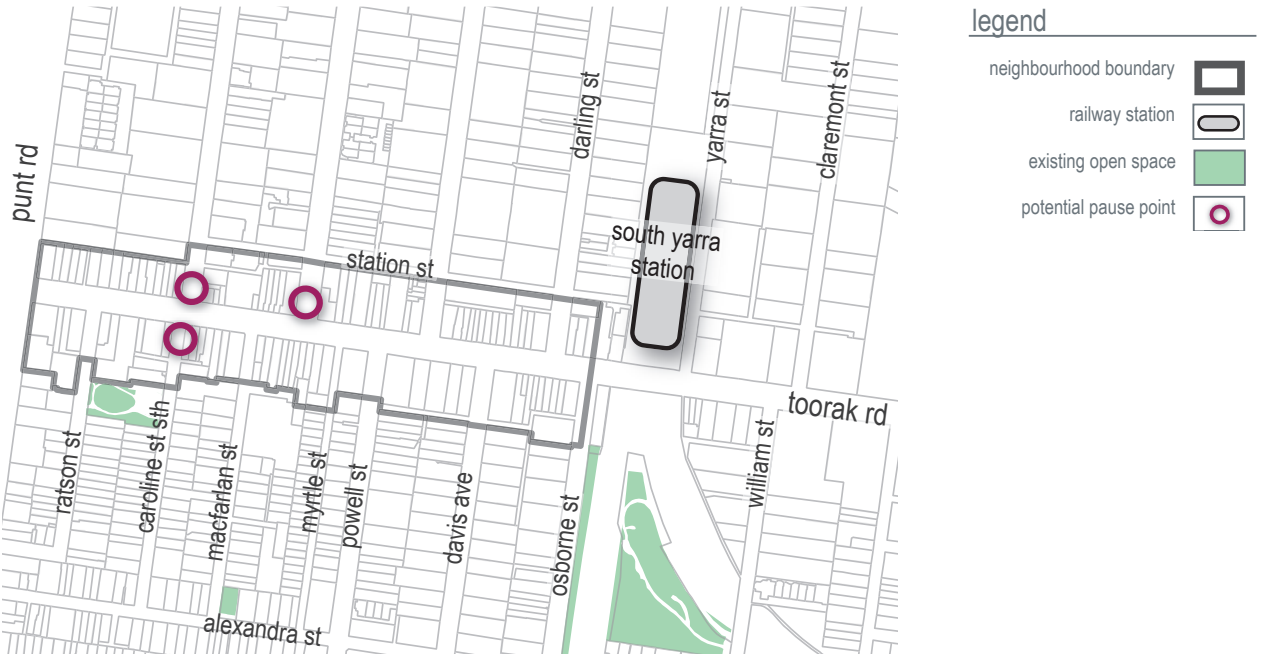 legend
neighbourhood boundary
railway station
existing open space
potential pause point
punt rd
darling st
yarra st
claremont st
station st
south yarra
station
toorak rd
ratson st
caroline st sth
macfarlan st
myrtle st
powell st
davis ave
osborne st
william st
alexandra st